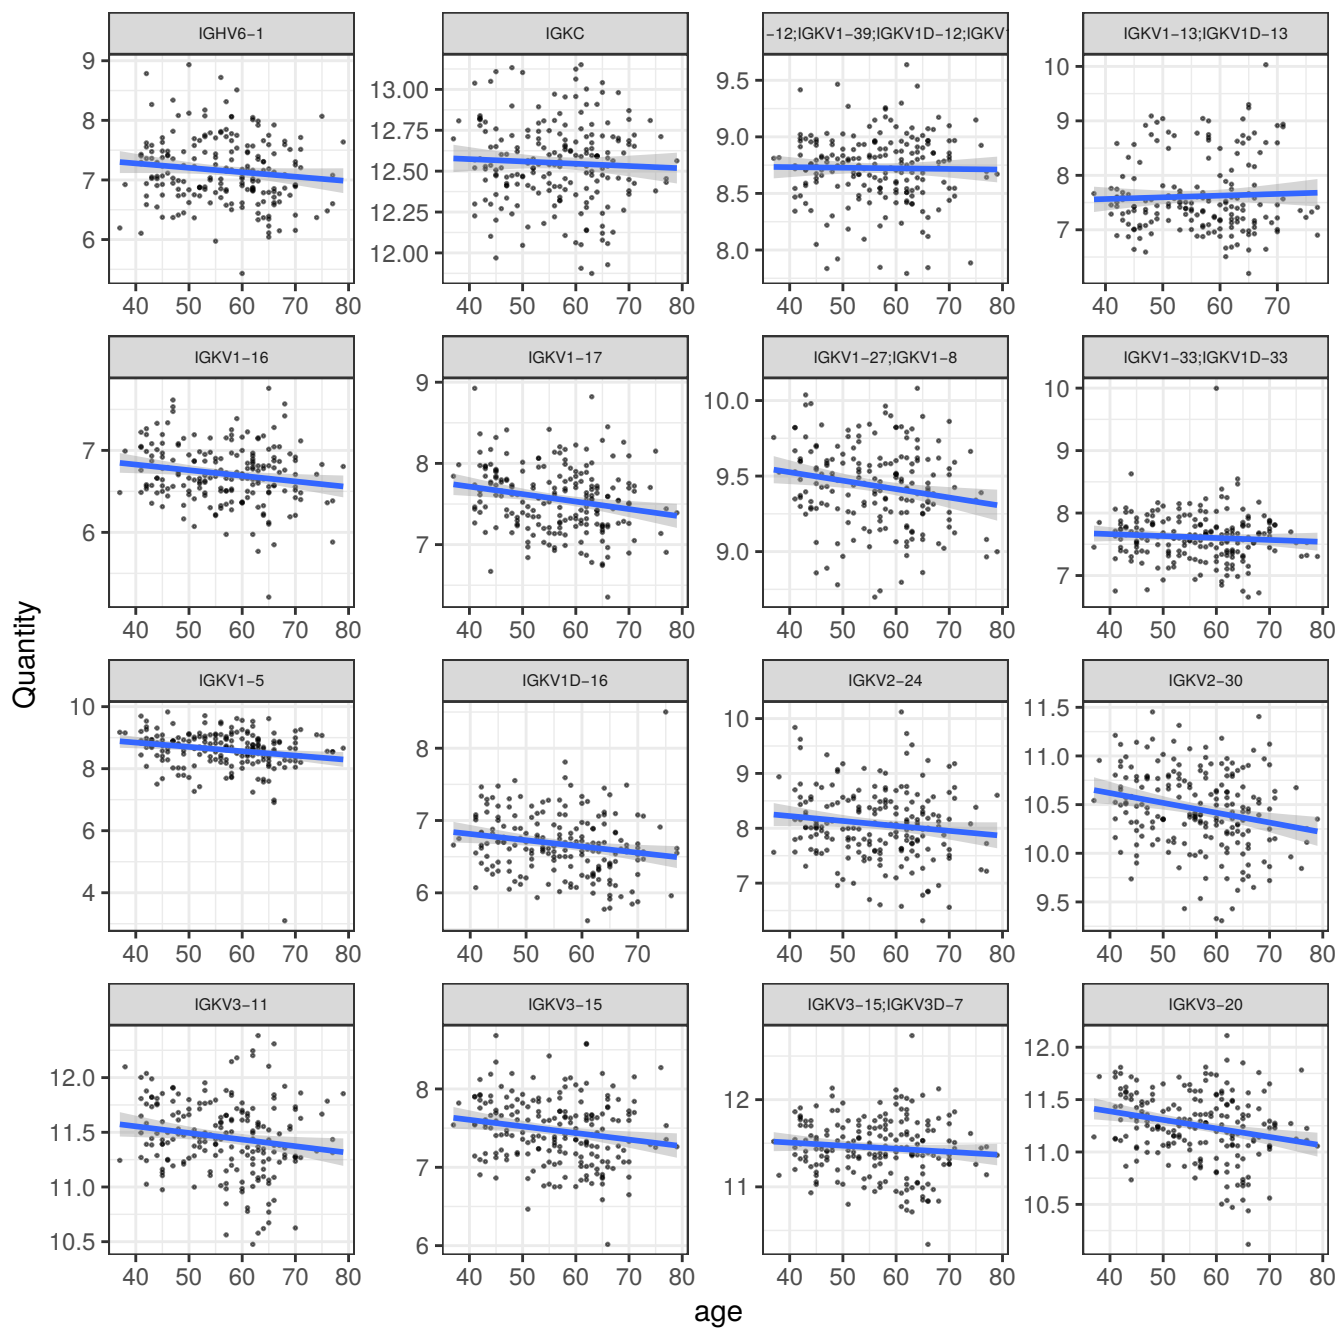 IGHV6−1
IGKC
−12;IGKV1−39;IGKV1D−12;IGKV
IGKV1−13;IGKV1D−13
9
8
7
6
13.00
12.75
12.50
12.25
12.00
9.5
9.0
8.5
8.0
10
9
8
7
40 50 60 70 80
40 50 60 70 80
40 50 60 70 80
40 50 60 70
IGKV1−16
IGKV1−17
IGKV1−27;IGKV1−8
IGKV1−33;IGKV1D−33
7
6
9
8
7
10.0
9.5
9.0
10
9
8
7
40 50 60 70 80
40 50 60 70 80
40 50 60 70 80
40 50 60 70 80
Quantity
IGKV1−5
IGKV1D−16
IGKV2−24
IGKV2−30
10
8
6
4
8
7
6
10
9
8
7
11.5
11.0
10.5
10.0
9.5
40 50 60 70 80
40 50 60 70
40 50 60 70 80
40 50 60 70 80
IGKV3−11
IGKV3−15
IGKV3−15;IGKV3D−7
IGKV3−20
12.0
11.5
11.0
10.5
8
7
6
12
11
12.0
11.5
11.0
10.5
40 50 60 70 80
40 50 60 70 80
40 50 60 70 80
40 50 60 70 80
age